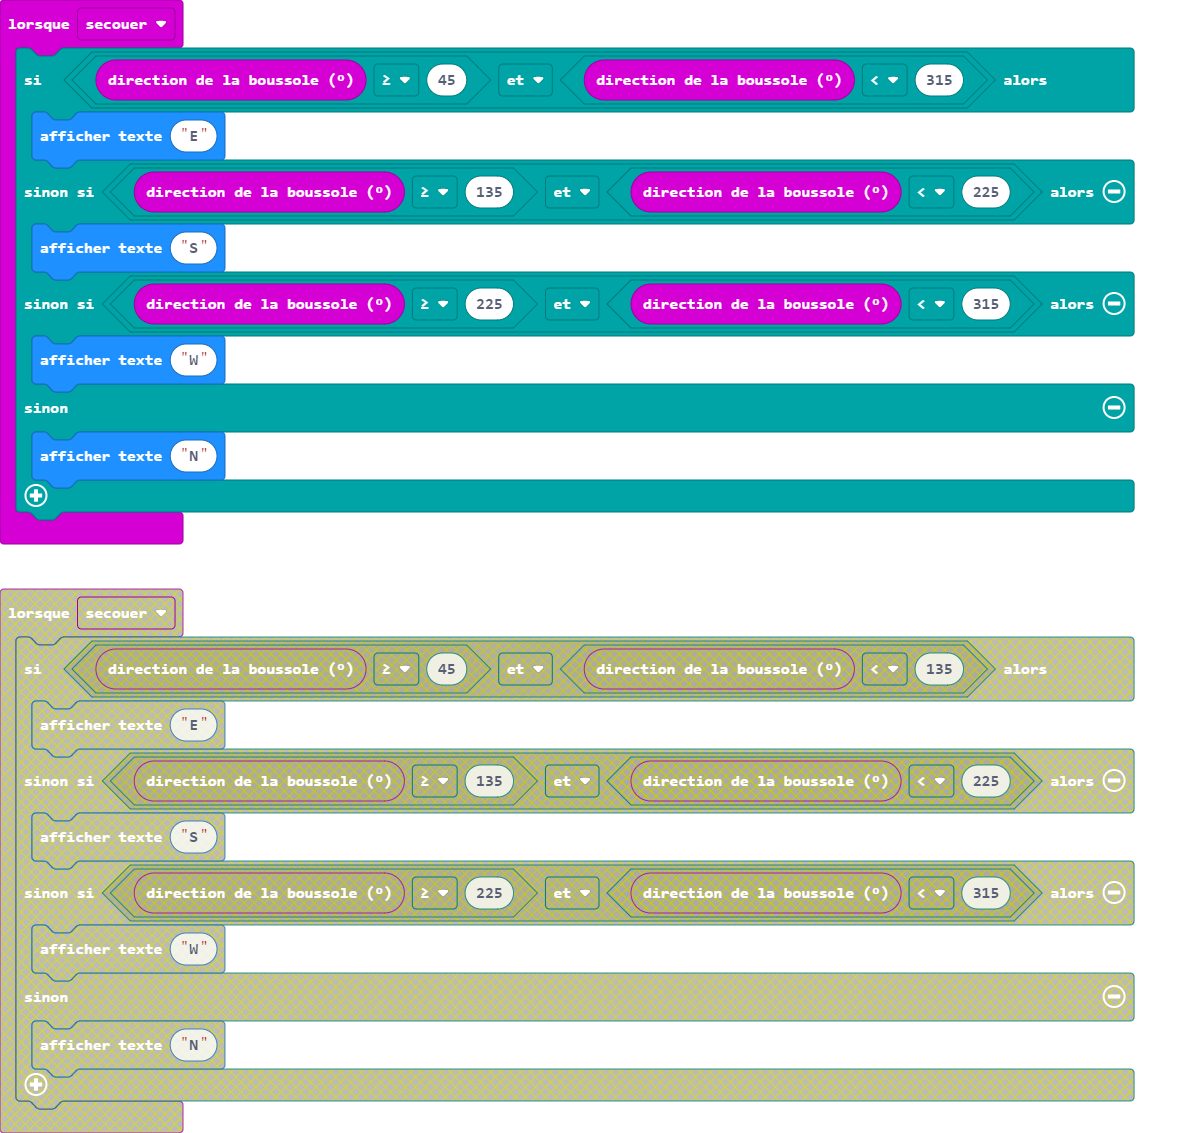 lorsque secouer
si direction de la boussole (º) ≥ 45 et direction de la boussole (º) < 315 alors
afficher texte "E"
sinon si direction de la boussole (º) ≥ 135 et direction de la boussole (º) < 225 alors
afficher texte "S"
sinon si direction de la boussole (º) ≥ 225 et direction de la boussole (º) < 315 alors
afficher texte "W"
sinon
afficher texte "N"
lorsque secouer
si direction de la boussole (º) ≥ 45 et direction de la boussole (º) < 135 alors
afficher texte "E"
sinon si direction de la boussole (º) ≥ 135 et direction de la boussole (º) < 225 alors
afficher texte "S"
sinon si direction de la boussole (º) ≥ 225 et direction de la boussole (º) < 315 alors
afficher texte "W"
sinon
afficher texte "N"